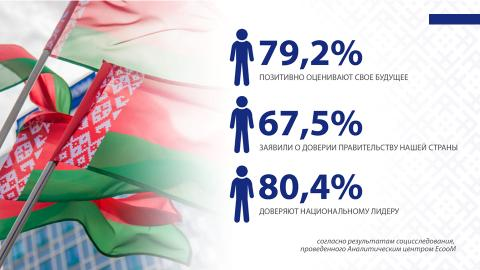 79,2%
ПОЗИТИВНО ОЦЕНИВАЮТ СВОЕ БУДУЩЕЕ
67,5%
ЗАЯВИЛИ О ДОВЕРИИ ПРАВИТЕЛЬСТВУ НАШЕЙ СТРАНЫ
80,4%
ДОВЕРЯЮТ НАЦИОНАЛЬНОМУ ЛИДЕРУ
согласно результатам социсследования,
проведенного Аналитическим центром EcooM